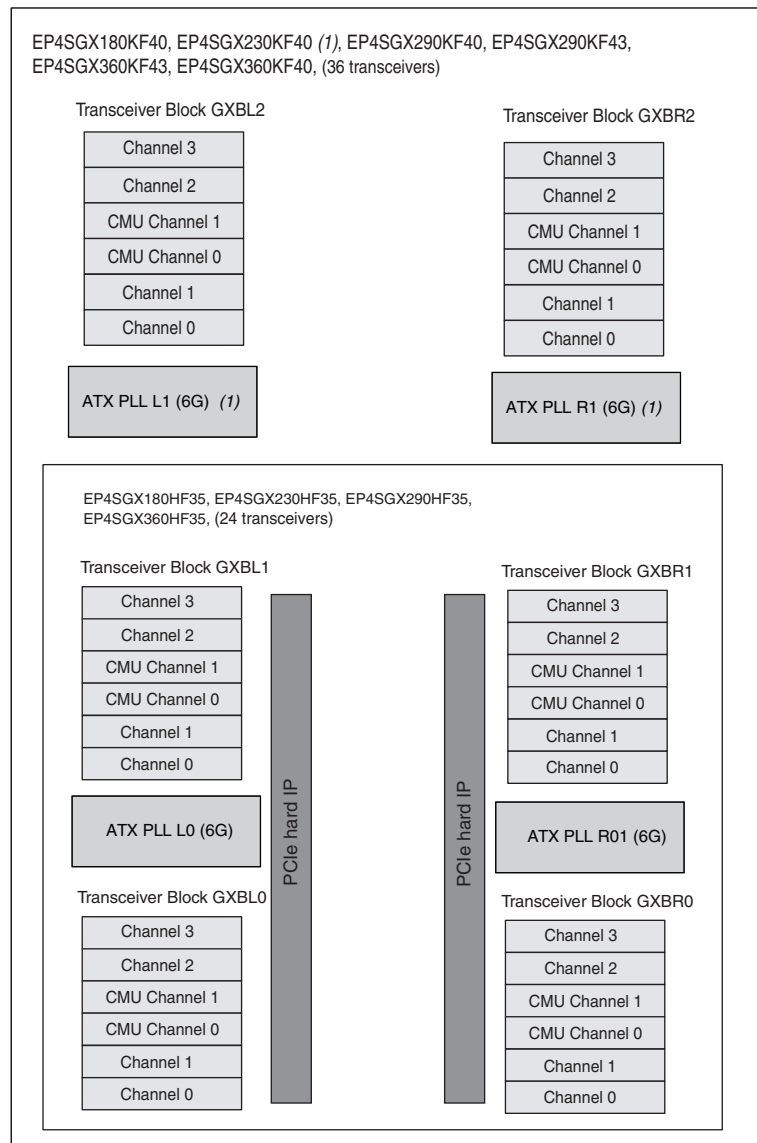 EP4SGX180KF40, EP4SGX230KF40 (1), EP4SGX290KF40, EP4SGX290KF43,
EP4SGX360KF43, EP4SGX360KF40, (36 transceivers)
Transceiver Block GXBL2
Channel 3
Channel 2
CMU Channel 1
CMU Channel 0
Channel 1
Channel 0
ATX PLL L1 (6G) (1)
Transceiver Block GXBR2
Channel 3
Channel 2
CMU Channel 1
CMU Channel 0
Channel 1
Channel 0
ATX PLL R1 (6G) (1)
EP4SGX180HF35, EP4SGX230HF35, EP4SGX290HF35,
EP4SGX360HF35, (24 transceivers)
Transceiver Block GXBL1
Channel 3
Channel 2
CMU Channel 1
CMU Channel 0
Channel 1
Channel 0
ATX PLL L0 (6G)
Transceiver Block GXBL0
Channel 3
Channel 2
CMU Channel 1
CMU Channel 0
Channel 1
Channel 0
PCIe hard IP
PCIe hard IP
Transceiver Block GXBR1
Channel 3
Channel 2
CMU Channel 1
CMU Channel 0
Channel 1
Channel 0
ATX PLL R01 (6G)
Transceiver Block GXBR0
Channel 3
Channel 2
CMU Channel 1
CMU Channel 0
Channel 1
Channel 0